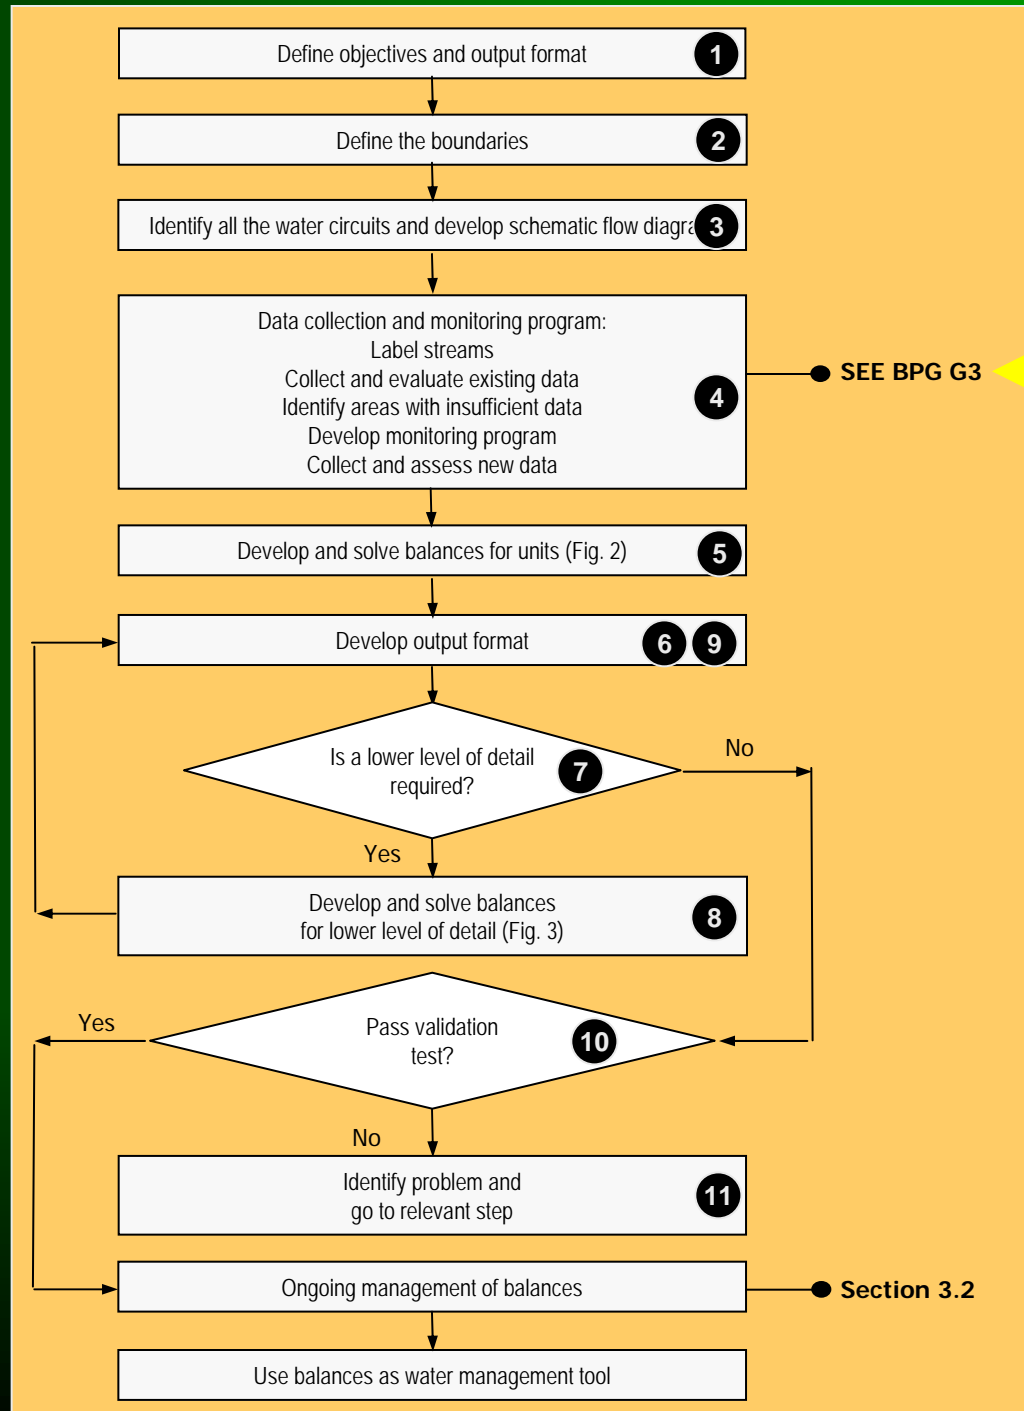 Define objectives and output format 1
Define the boundaries 2
Identify all the water circuits and develop schematic flow diagra 3
Data collection and monitoring program:
Label streams
Collect and evaluate existing data
Identify areas with insufficient data
Develop monitoring program
Collect and assess new data
4
SEE BPG G3
Develop and solve balances for units (Fig. 2) 5
Develop output format 6 9
Is a lower level of detail
required?
7
No
Yes
Develop and solve balances
for lower level of detail (Fig. 3)
8
Pass validation
test?
10
Yes
No
Identify problem and
go to relevant step
11
Ongoing management of balances
Section 3.2
Use balances as water management tool